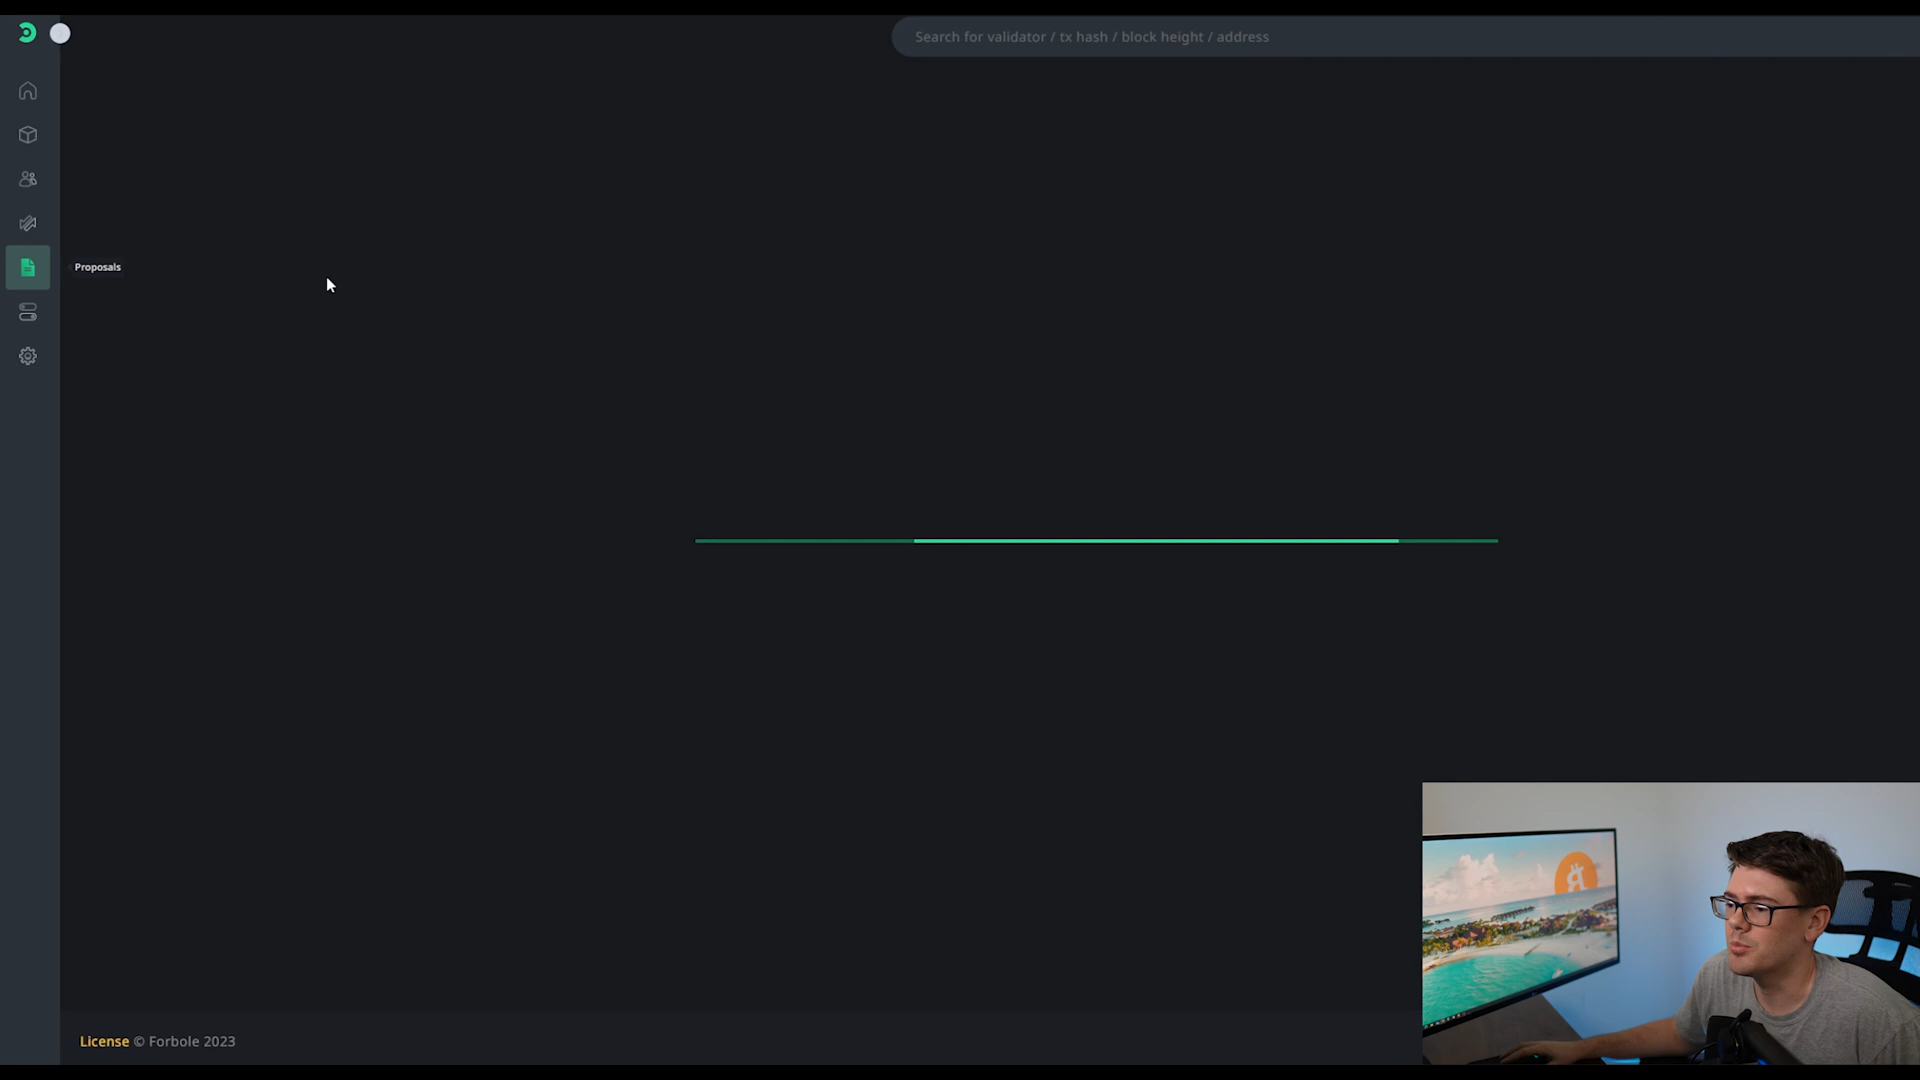 Search for validator / tx hash / block height / address
Proposals
License © Forbole 2023